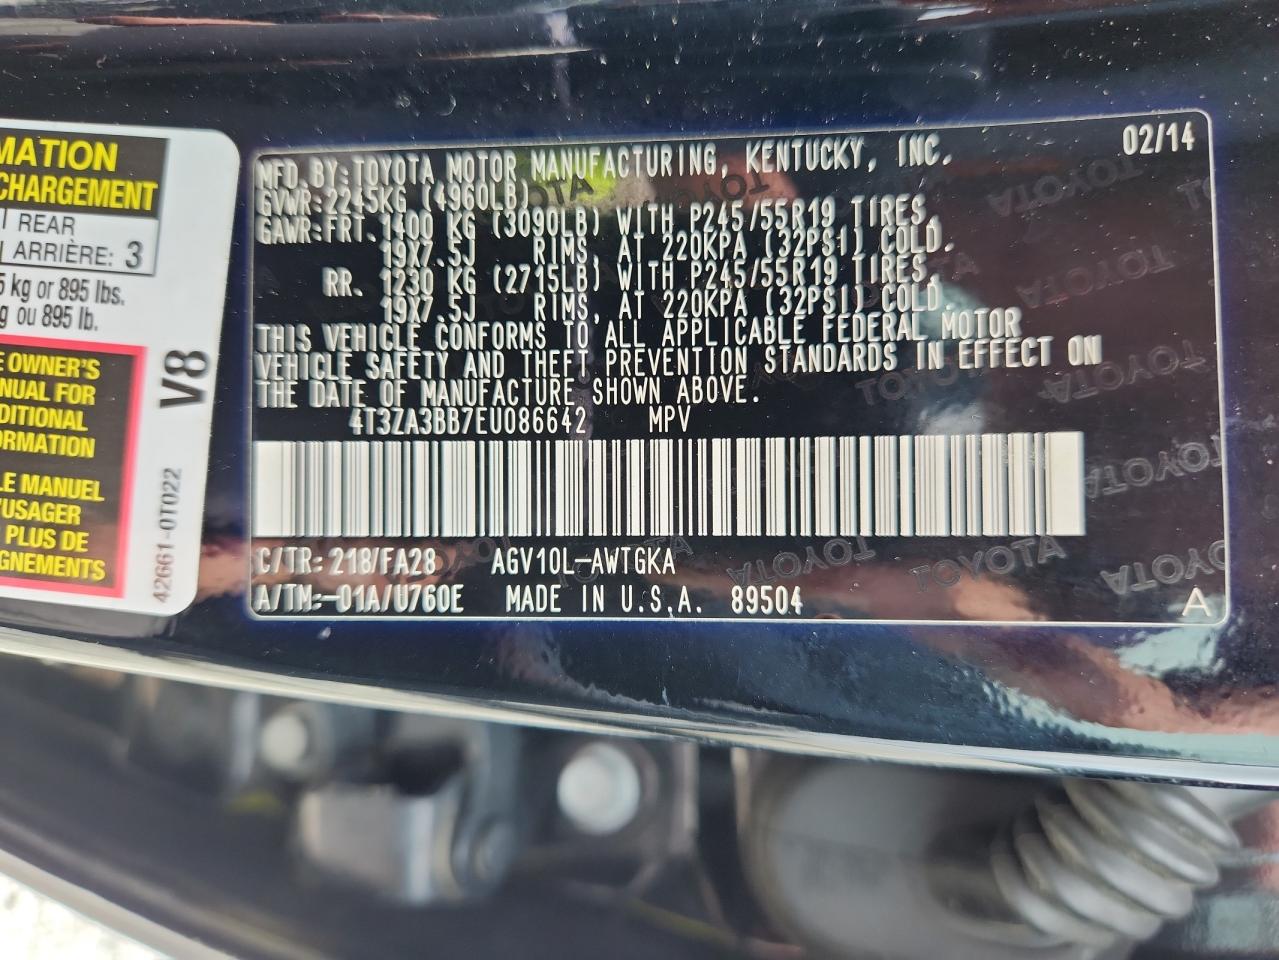 MATION
CHARGEMENT
REAR
ARRIÈRE: 3
5 kg or 895 lbs.
g ou 895 lb.
E OWNER'S
NUAL FOR
DITIONAL
ORMATION
LE MANUEL
'USAGER
PLUS DE
GNEMENTS
V8
42661-0T022
02/14
MFD. BY: TOYOTA MOTOR MANUFACTURING, KENTUCKY, INC.
GVWR: 2245KG (4960LB)
GAWR: FRT. 1400 KG (3090LB) WITH P245/55R19 TIRES,
19X7.5J RIMS, AT 220KPA (32PSI) COLD.
RR. 1230 KG (2715LB) WITH P245/55R19 TIRES,
19X7.5J RIMS, AT 220KPA (32PSI) COLD.
THIS VEHICLE CONFORMS TO ALL APPLICABLE FEDERAL MOTOR
VEHICLE SAFETY AND THEFT PREVENTION STANDARDS IN EFFECT ON
THE DATE OF MANUFACTURE SHOWN ABOVE.
4T3ZA3BB7EU086642 MPV
C/TR: 218/FA28 AGV10L-AWTGKA
A/TM:-01A/U760E MADE IN U.S.A. 89504
A